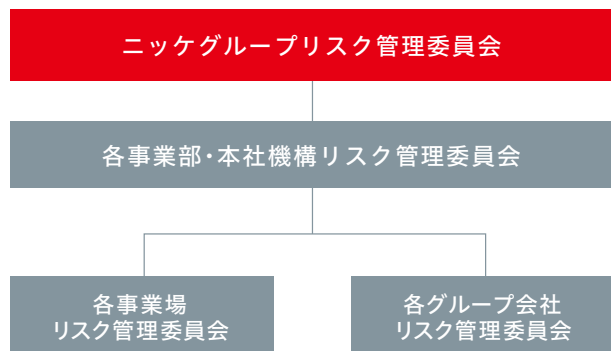 ニッケグループリスク管理委員会
各事業部・本社機構リスク管理委員会
各事業場
リスク管理委員会
各グループ会社
リスク管理委員会